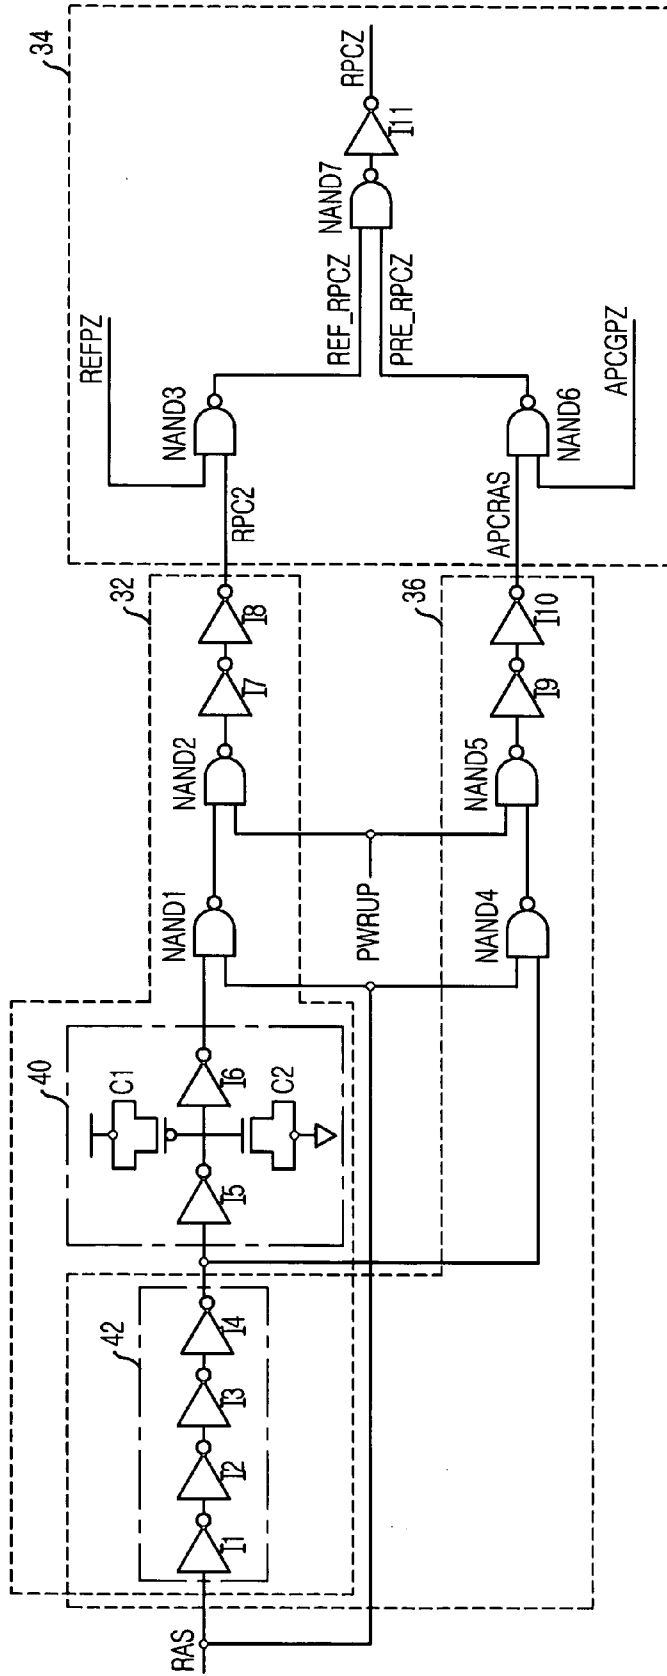 RAS
42
I1
I2
I3
I4
40
I5
C1
C2
I6
32
NAND1
NAND2
I7
I8
PWRUP
36
NAND4
NAND5
I9
I10
34
RPC2
REFPZ
NAND3
APCRAS
NAND6
APCGPZ
REF_RPCZ
PRE_RPCZ
NAND7
I11
RPCZ